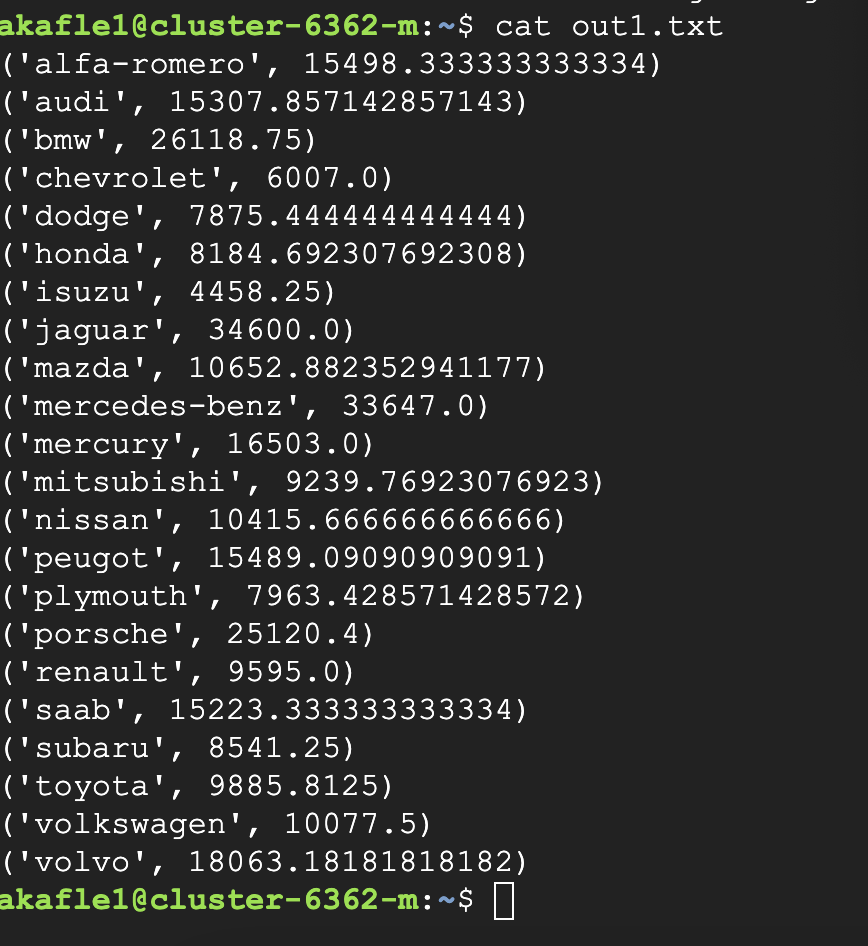 akafle1@cluster-6362-m:~$ cat out1.txt
('alfa-romero', 15498.333333333334)
('audi', 15307.857142857143)
('bmw', 26118.75)
('chevrolet', 6007.0)
('dodge', 7875.444444444444)
('honda', 8184.692307692308)
('isuzu', 4458.25)
('jaguar', 34600.0)
('mazda', 10652.882352941177)
('mercedes-benz', 33647.0)
('mercury', 16503.0)
('mitsubishi', 9239.76923076923)
('nissan', 10415.666666666666)
('peugot', 15489.09090909091)
('plymouth', 7963.428571428572)
('porsche', 25120.4)
('renault', 9595.0)
('saab', 15223.333333333334)
('subaru', 8541.25)
('toyota', 9885.8125)
('volkswagen', 10077.5)
('volvo', 18063.18181818182)
akafle1@cluster-6362-m:~$